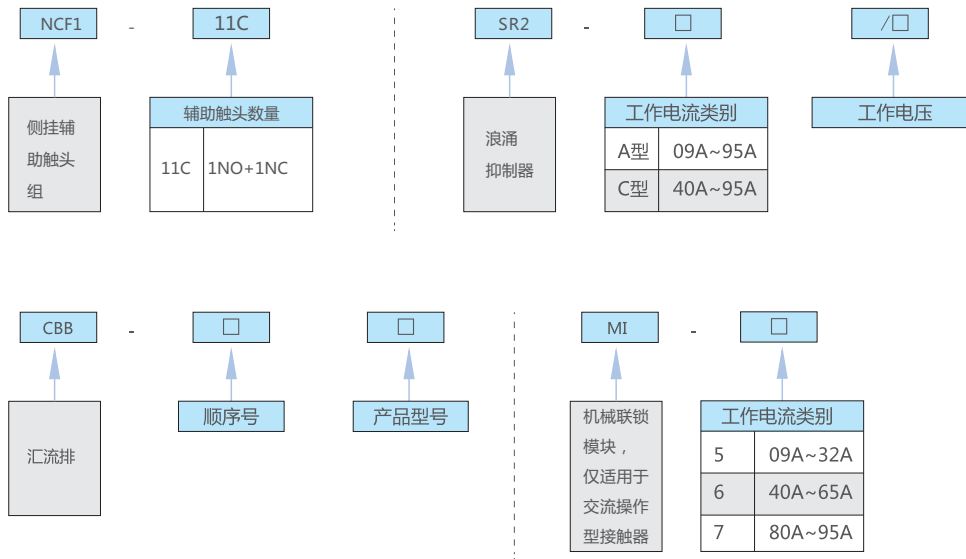 NCF1 - 11C
侧挂辅
助触头
组
辅助触头数量
11C 1NO+1NC
SR2 - □ /□
浪涌
抑制器
工作电流类别
A型 09A~95A
C型 40A~95A
工作电压
CBB - □ □
汇流排
顺序号
产品型号
MI - □
机械联锁
模块，
仅适用于
交流操作
型接触器
工作电流类别
5 09A~32A
6 40A~65A
7 80A~95A